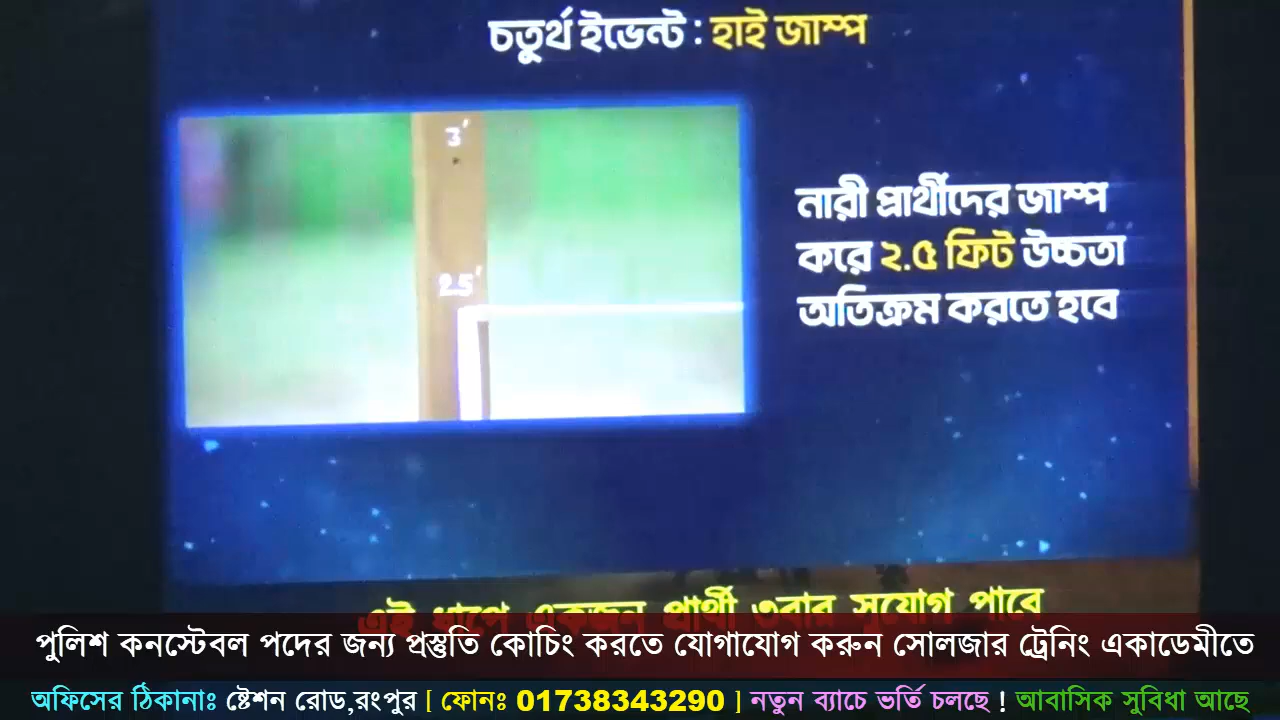 চতুর্থ ইভেন্ট : হাই জাম্প
3'
2.5'
নারী প্রার্থীদের জাম্প
করে ২.৫ ফিট উচ্চতা
অতিক্রম করতে হবে
এই ধাপে একজন প্রার্থী ৩বার সুযোগ পাবে
পুলিশ কনস্টেবল পদের জন্য প্রস্তুতি কোচিং করতে যোগাযোগ করুন সোলজার ট্রেনিং একাডেমীতে
অফিসের ঠিকানাঃ ষ্টেশন রোড,রংপুর [ ফোনঃ 01738343290 ] নতুন ব্যাচে ভর্তি চলছে ! আবাসিক সুবিধা আছে